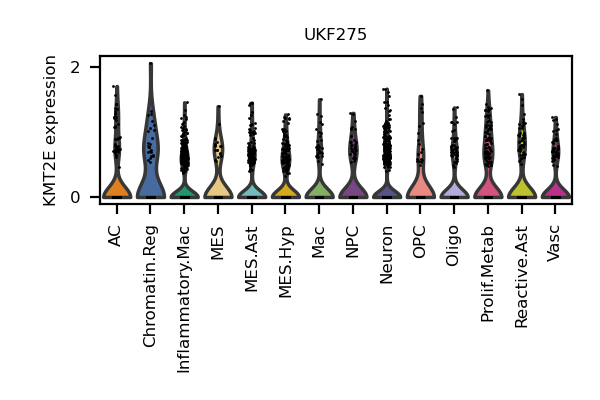 UKF275
KMT2E expression
2
0
AC
Chromatin.Reg
Inflammatory.Mac
MES
MES.Ast
MES.Hyp
Mac
NPC
Neuron
OPC
Oligo
Prolif.Metab
Reactive.Ast
Vasc